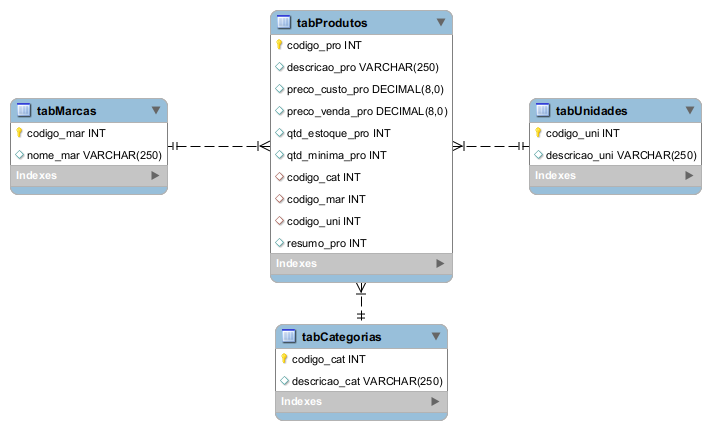 tabProdutos
codigo_pro INT
descricao_pro VARCHAR(250)
preco_custo_pro DECIMAL(8,0)
preco_venda_pro DECIMAL(8,0)
qtd_estoque_pro INT
qtd_minima_pro INT
codigo_cat INT
codigo_mar INT
codigo_uni INT
resumo_pro INT
Indexes
tabMarcas
codigo_mar INT
nome_mar VARCHAR(250)
Indexes
tabUnidades
codigo_uni INT
descricao_uni VARCHAR(250)
Indexes
tabCategorias
codigo_cat INT
descricao_cat VARCHAR(250)
Indexes